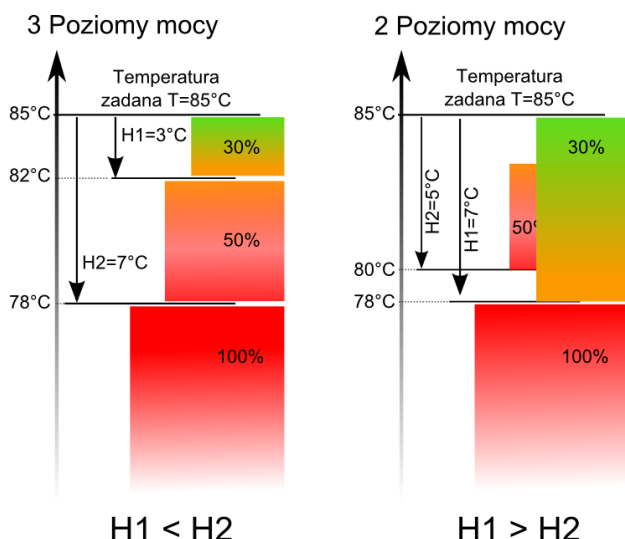 3 Poziomy mocy
Temperatura
zadana T=85°C
85°C
H1=3°C
30%
82°C
50%
H2=7°C
78°C
100%
H1 < H2
2 Poziomy mocy
Temperatura
zadana T=85°C
85°C
30%
H2=5°C
H1=7°C
50%
80°C
78°C
100%
H1 > H2